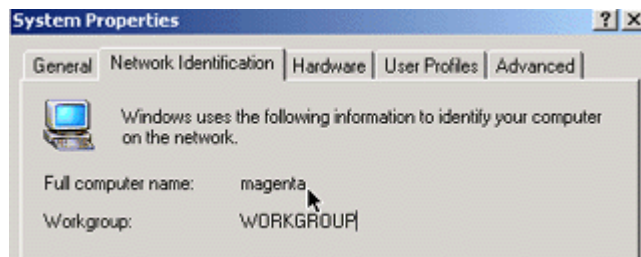 System Properties
General Network Identification Hardware User Profiles Advanced
Windows uses the following information to identify your computer
on the network.
Full computer name: magenta
Workgroup: WORKGROUP